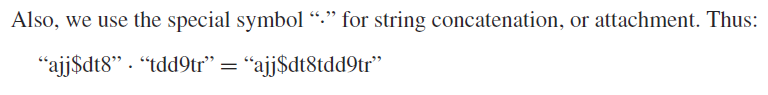 Also, we use the special symbol “·” for string concatenation, or attachment. Thus:
“ajj$dt8” · “tdd9tr” = “ajj$dt8tdd9tr”